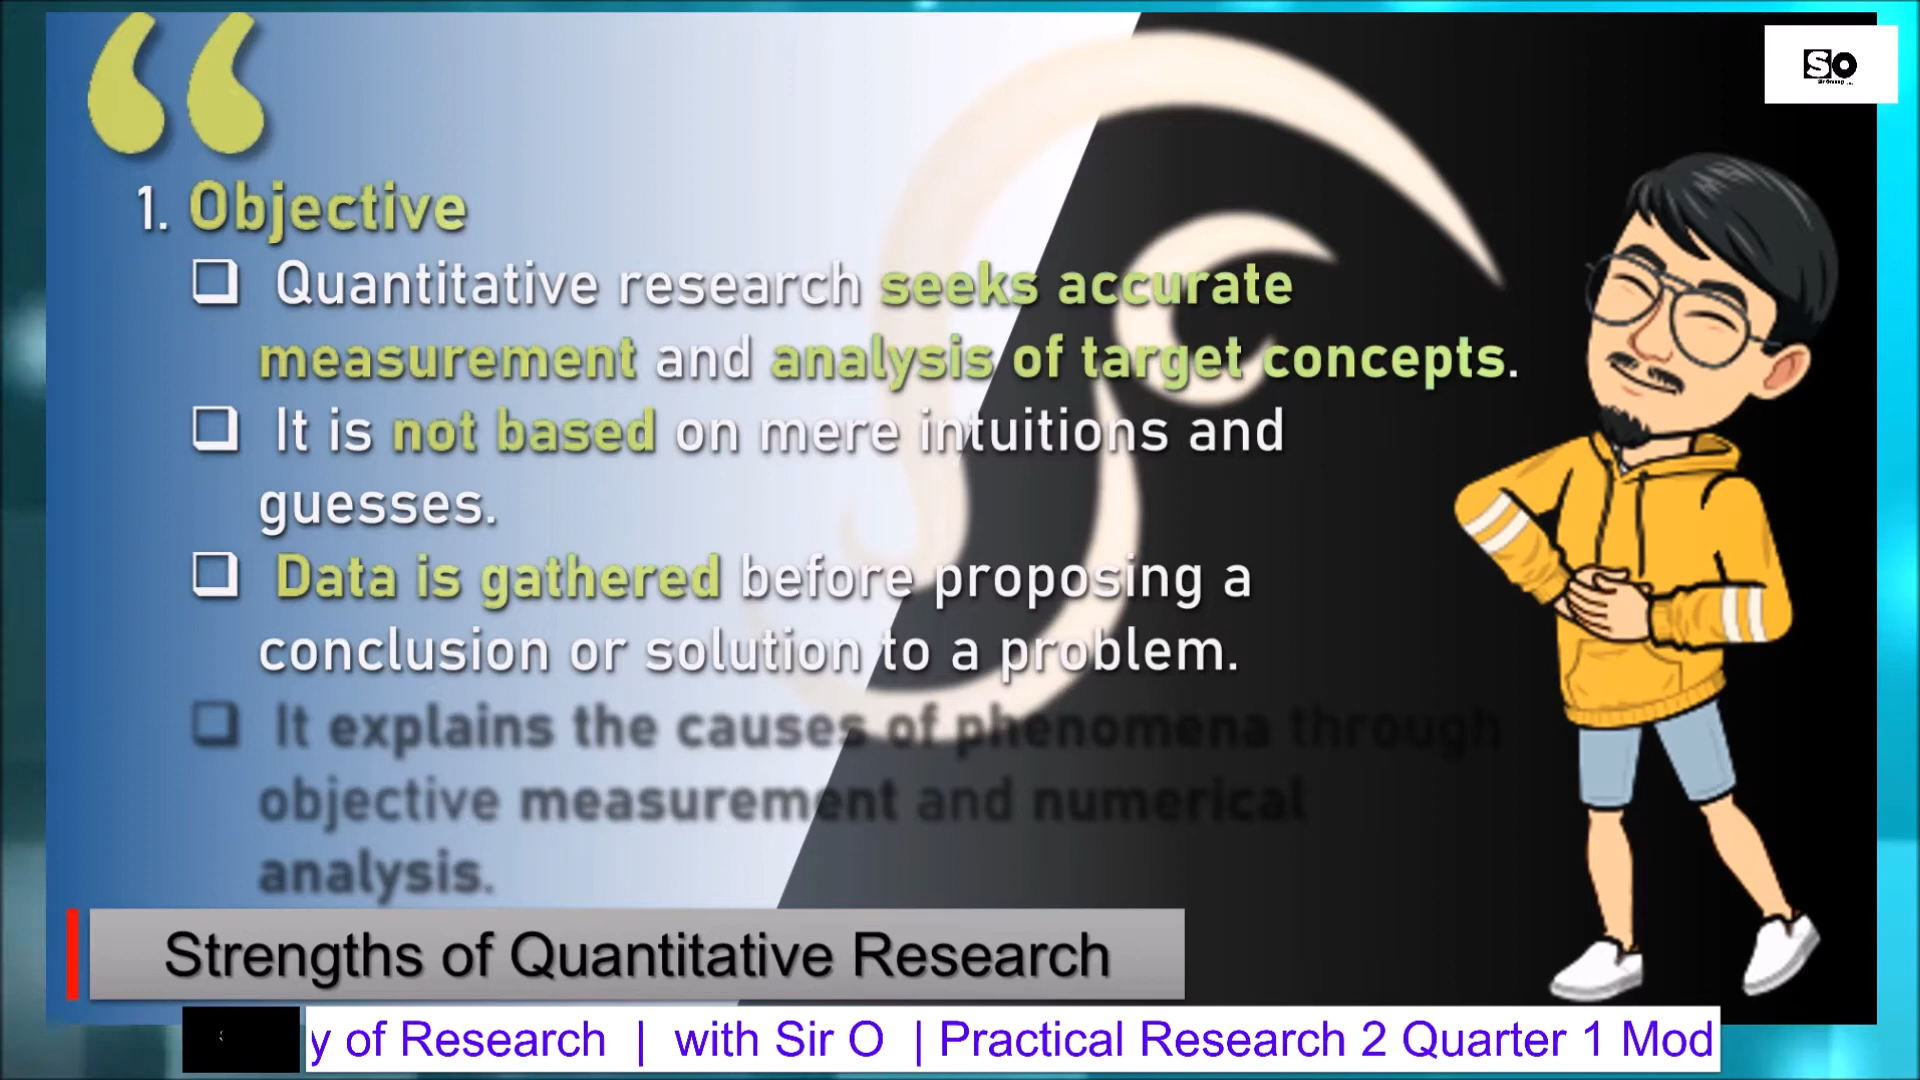 SO
1. Objective
Quantitative research seeks accurate
measurement and analysis of target concepts.
It is not based on mere intuitions and
guesses.
Data is gathered before proposing a
conclusion or solution to a problem.
It explains the causes of phenomena through
objective measurement and numerical
analysis.
Strengths of Quantitative Research
y of Research | with Sir O | Practical Research 2 Quarter 1 Mod